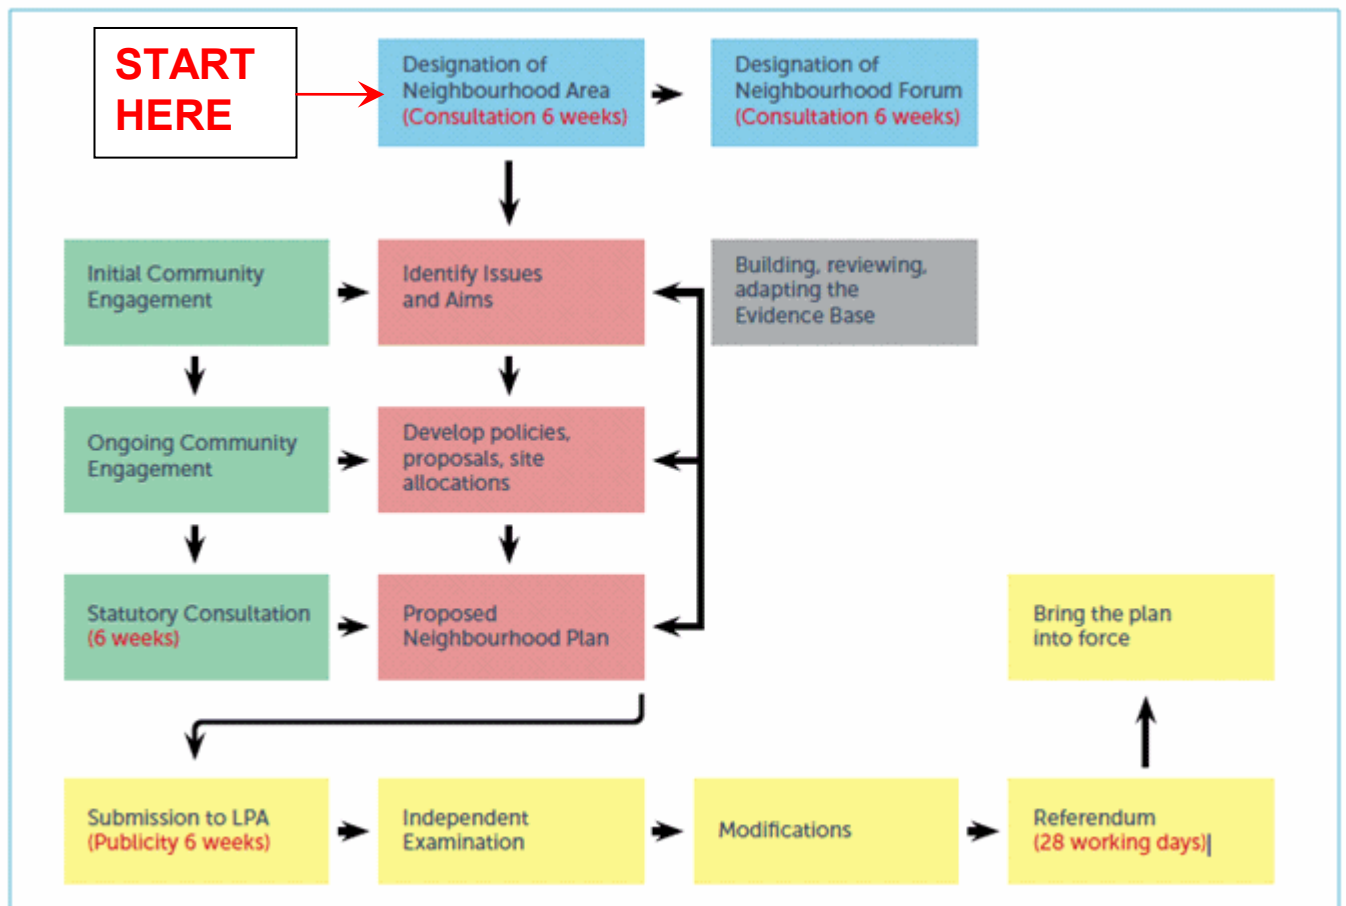 START
HERE
Designation of
Neighbourhood Area
(Consultation 6 weeks)
Designation of
Neighbourhood Forum
(Consultation 6 weeks)
Initial Community
Engagement
Identify Issues
and Aims
Building, reviewing,
adapting the
Evidence Base
Ongoing Community
Engagement
Develop policies,
proposals, site
allocations
Statutory Consultation
(6 weeks)
Proposed
Neighbourhood Plan
Bring the plan
into force
Submission to LPA
(Publicity 6 weeks)
Independent
Examination
Modifications
Referendum
(28 working days)